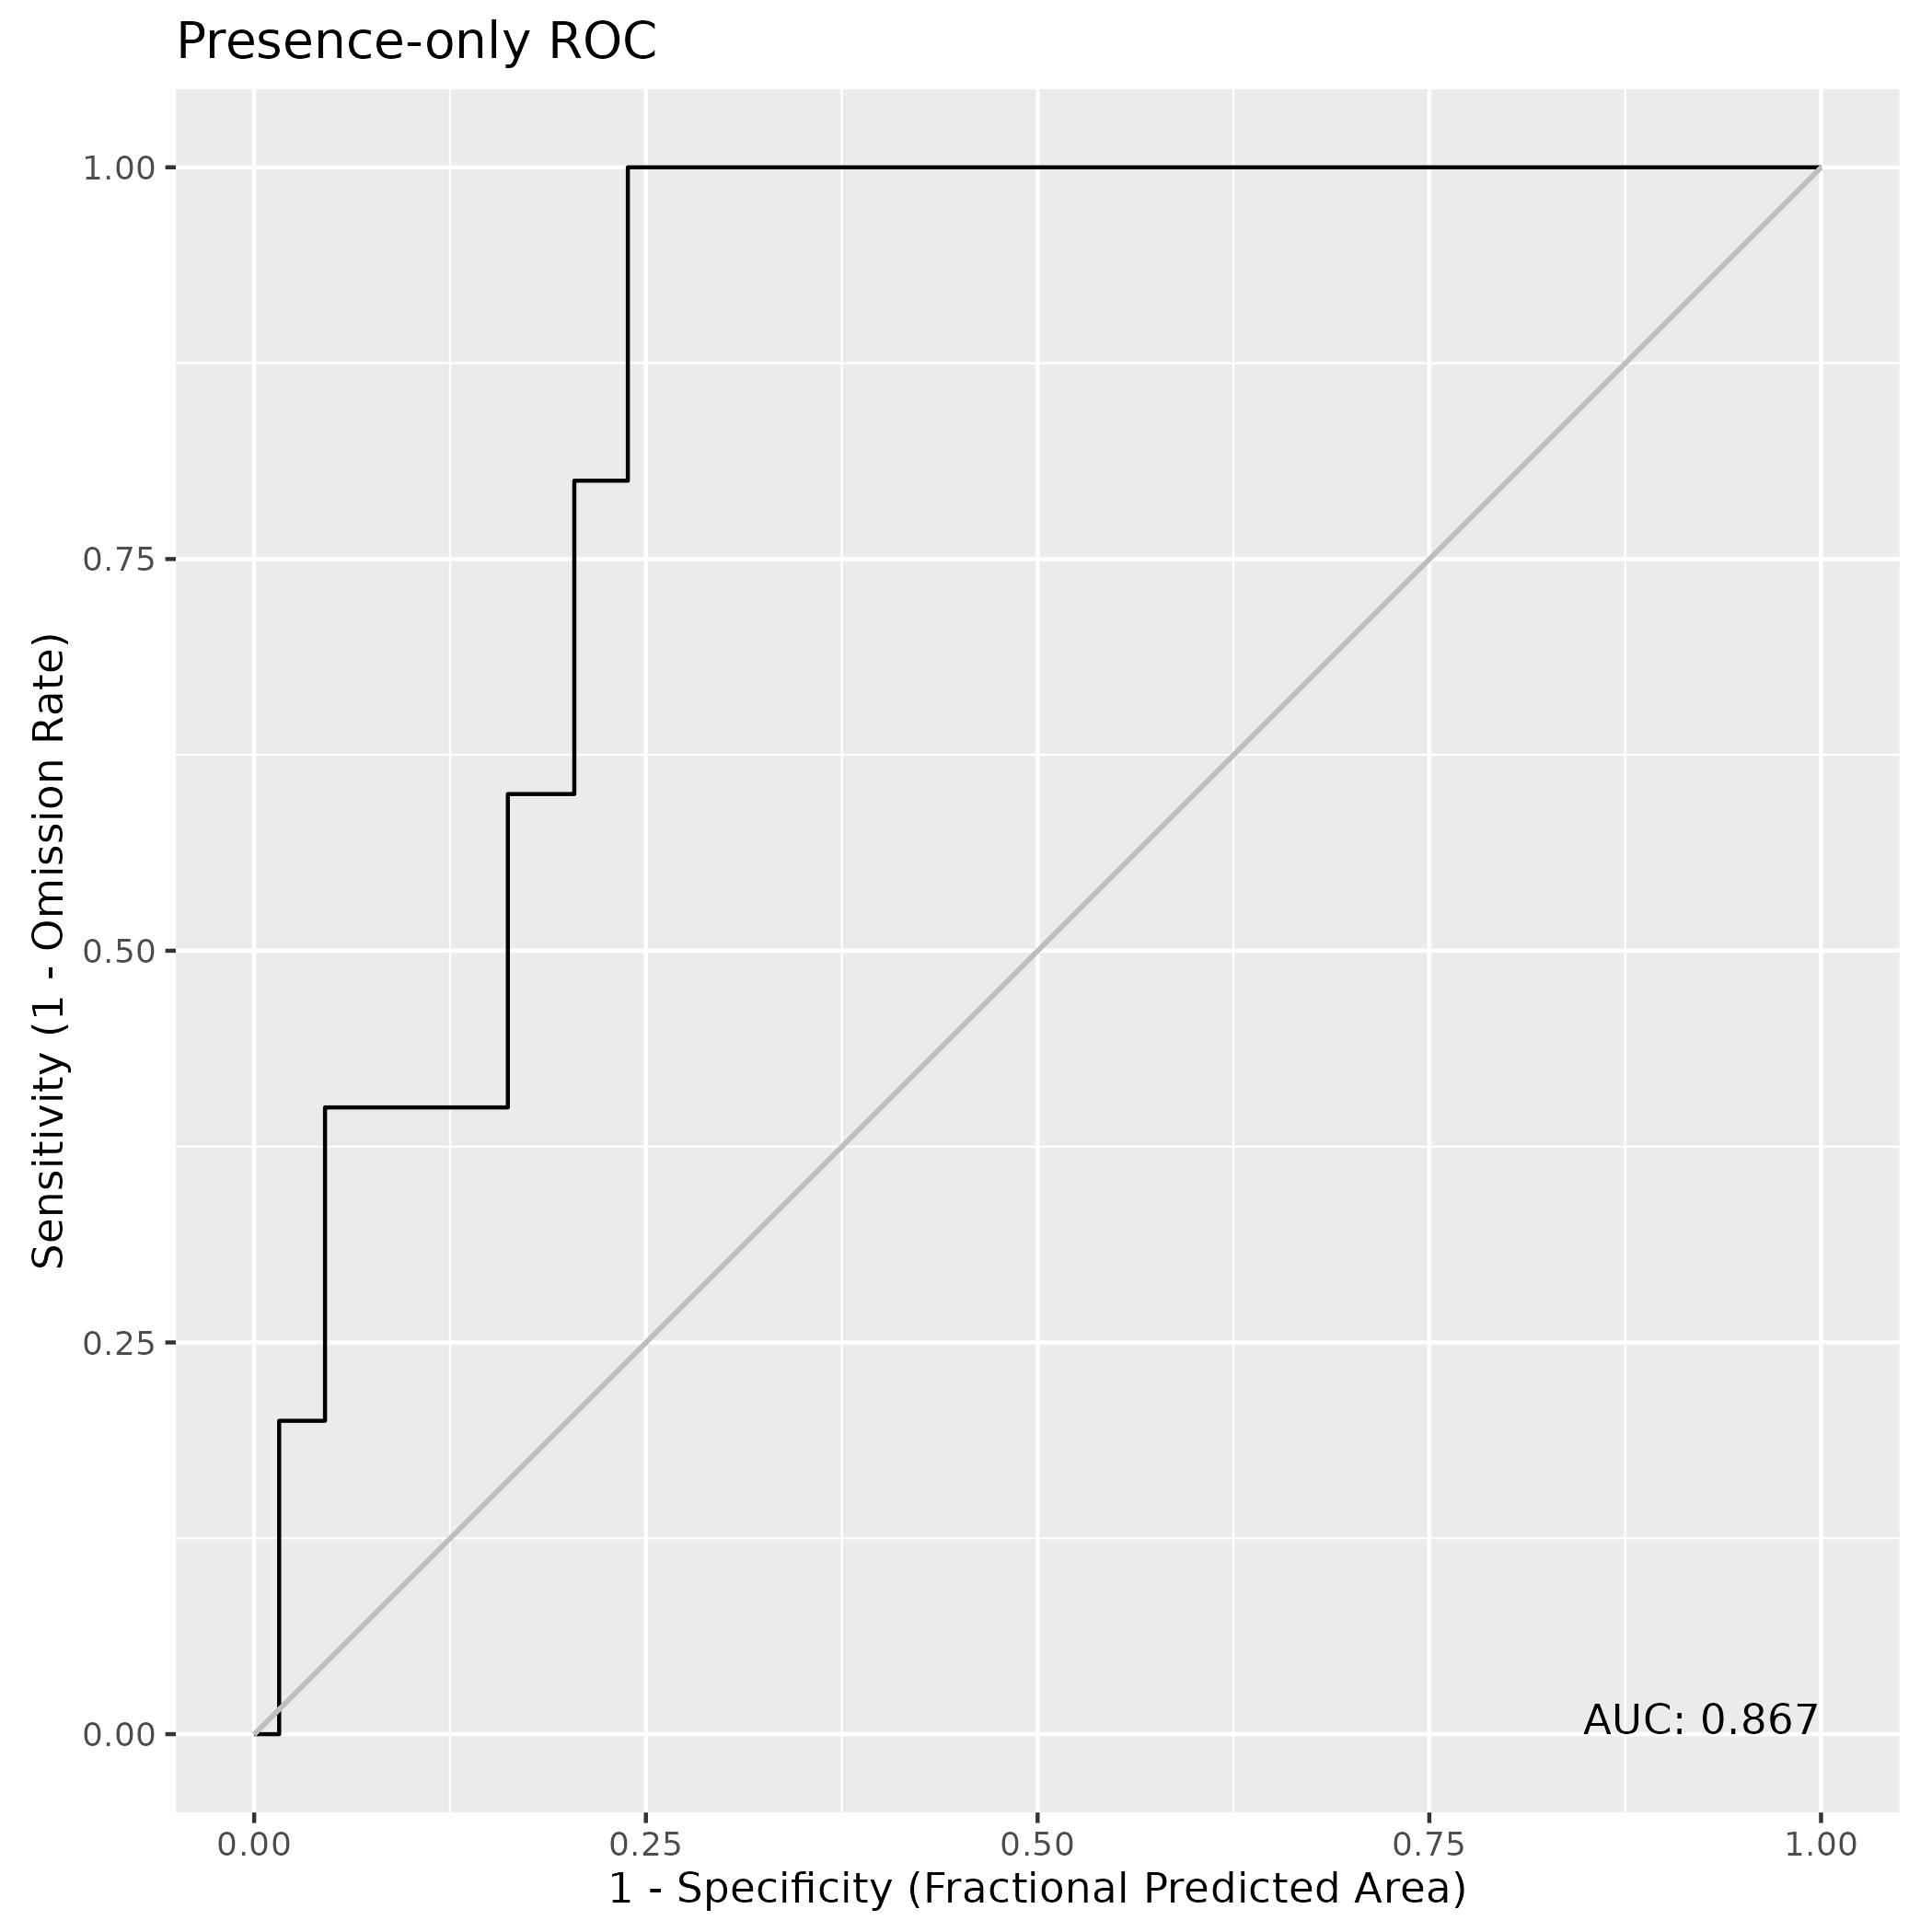 Presence-only ROC
Sensitivity (1 - Omission Rate)
1.00
0.75
0.50
0.25
0.00
AUC: 0.867
0.00 0.25 0.50 0.75 1.00
1 - Specificity (Fractional Predicted Area)